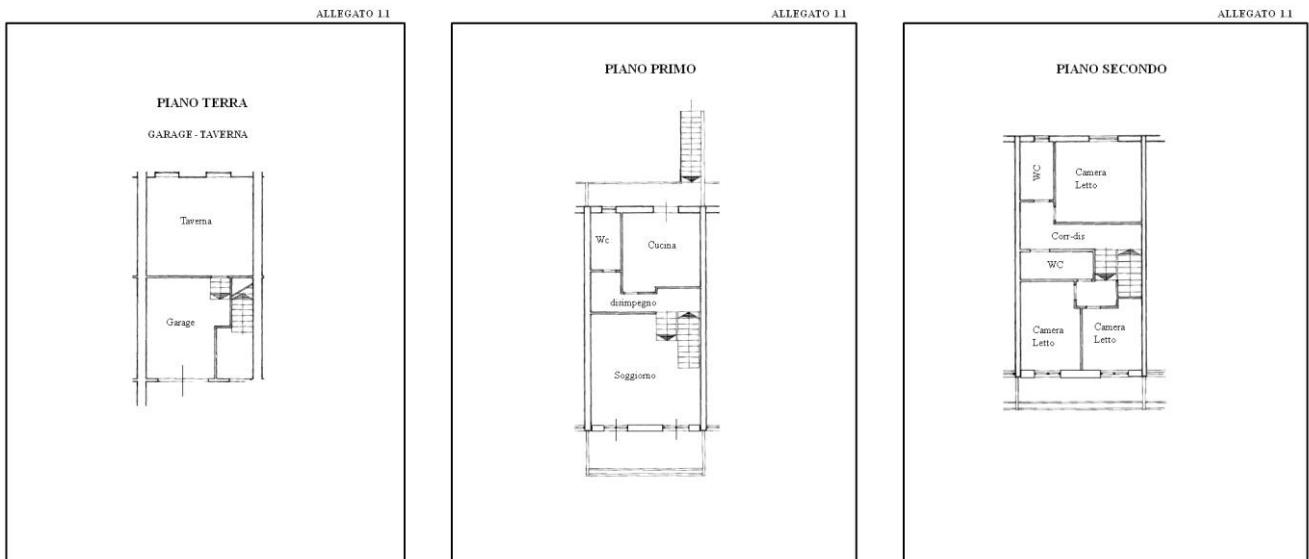 ALLEGATO 1.1
PIANO TERRA
GARAGE - TAVERNA
Taverna
Garage
ALLEGATO 1.1
PIANO PRIMO
Wc
Cucina
disimpegno
Soggiorno
ALLEGATO 1.1
PIANO SECONDO
WC
Camera
Letto
Corr-dis
WC
Camera
Letto
Camera
Letto